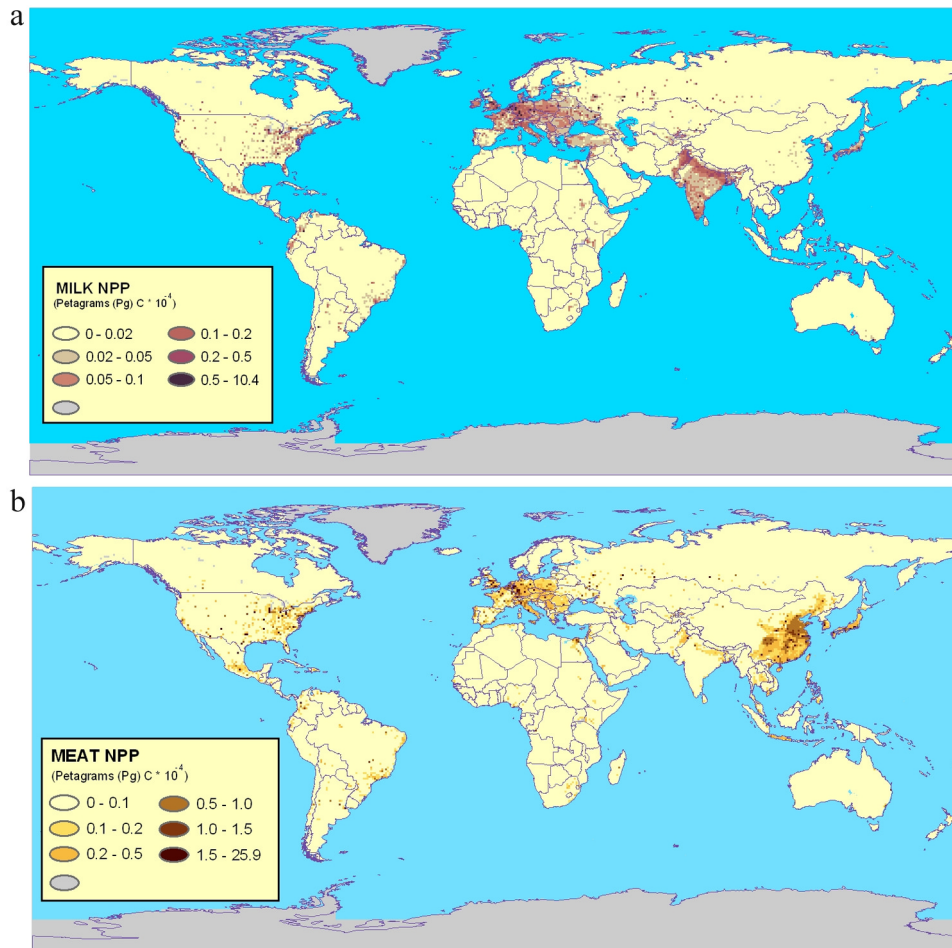 a
MILK NPP
(Petagrams (Pg) C * 10⁻⁴)
0 - 0.02
0.1 - 0.2
0.02 - 0.05
0.2 - 0.5
0.05 - 0.1
0.5 - 10.4
b
MEAT NPP
(Petagrams (Pg) C * 10⁻⁴)
0 - 0.1
0.5 - 1.0
0.1 - 0.2
1.0 - 1.5
0.2 - 0.5
1.5 - 25.9